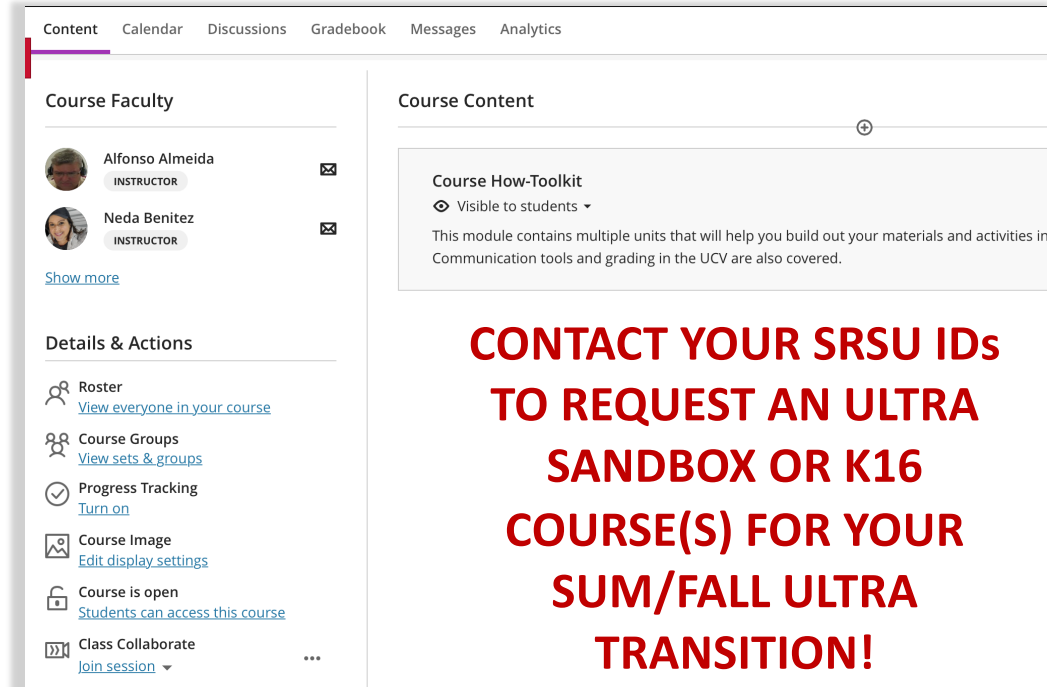 Content Calendar Discussions Gradebook Messages Analytics
Course Faculty
Alfonso Almeida
INSTRUCTOR
Neda Benitez
INSTRUCTOR
Show more
Details & Actions
Roster
View everyone in your course
Course Groups
View sets & groups
Progress Tracking
Turn on
Course Image
Edit display settings
Course is open
Students can access this course
Class Collaborate
Join session
Course Content
Course How-Toolkit
Visible to students
This module contains multiple units that will help you build out your materials and activities in
Communication tools and grading in the UCV are also covered.
CONTACT YOUR SRSU IDs
TO REQUEST AN ULTRA
SANDBOX OR K16
COURSE(S) FOR YOUR
SUM/FALL ULTRA
TRANSITION!